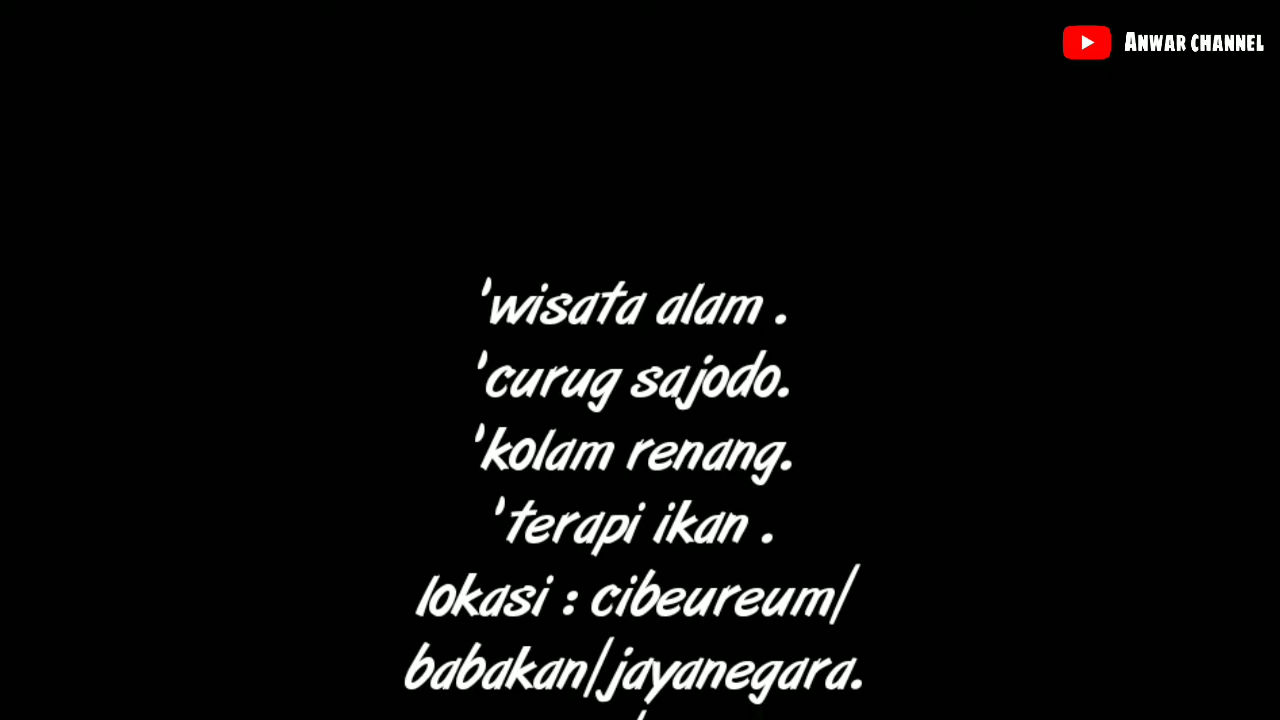 Anwar channel
'wisata alam .
'curug sajodo.
'kolam renang.
'terapi ikan .
lokasi : cibeureum/
babakan/jayanegara.